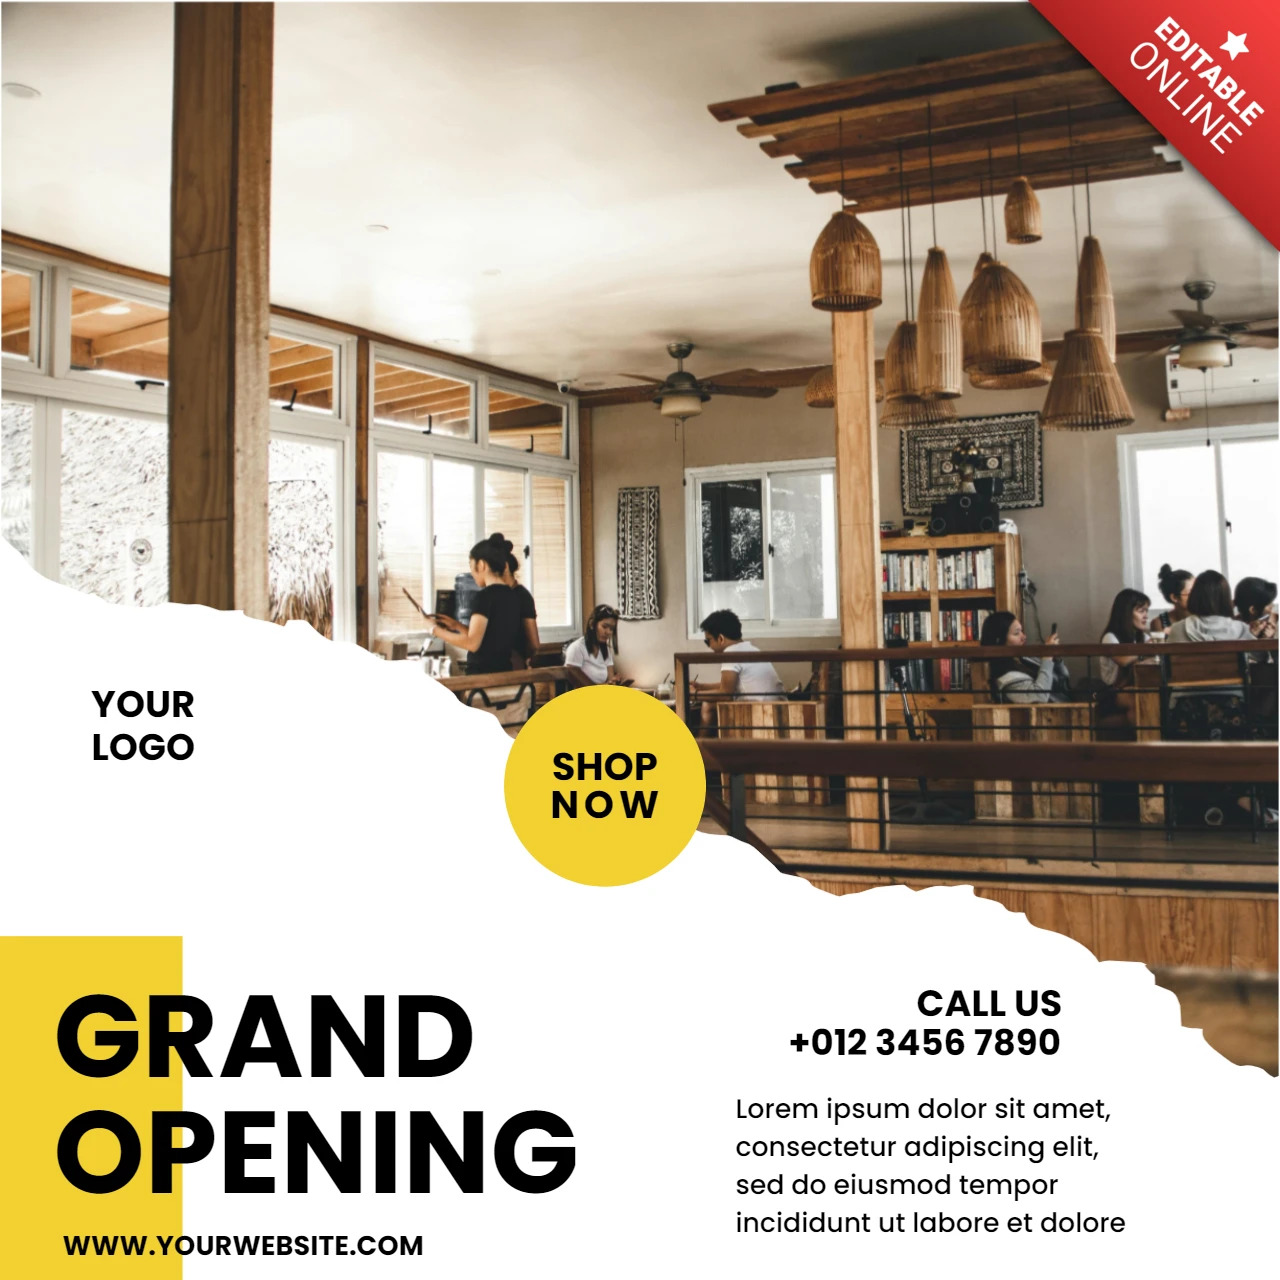 EDITABLE
ONLINE
YOUR
LOGO
SHOP
NOW
GRAND
OPENING
WWW.YOURWEBSITE.COM
CALL US
+012 3456 7890
Lorem ipsum dolor sit amet,
consectetur adipiscing elit,
sed do eiusmod tempor
incididunt ut labore et dolore